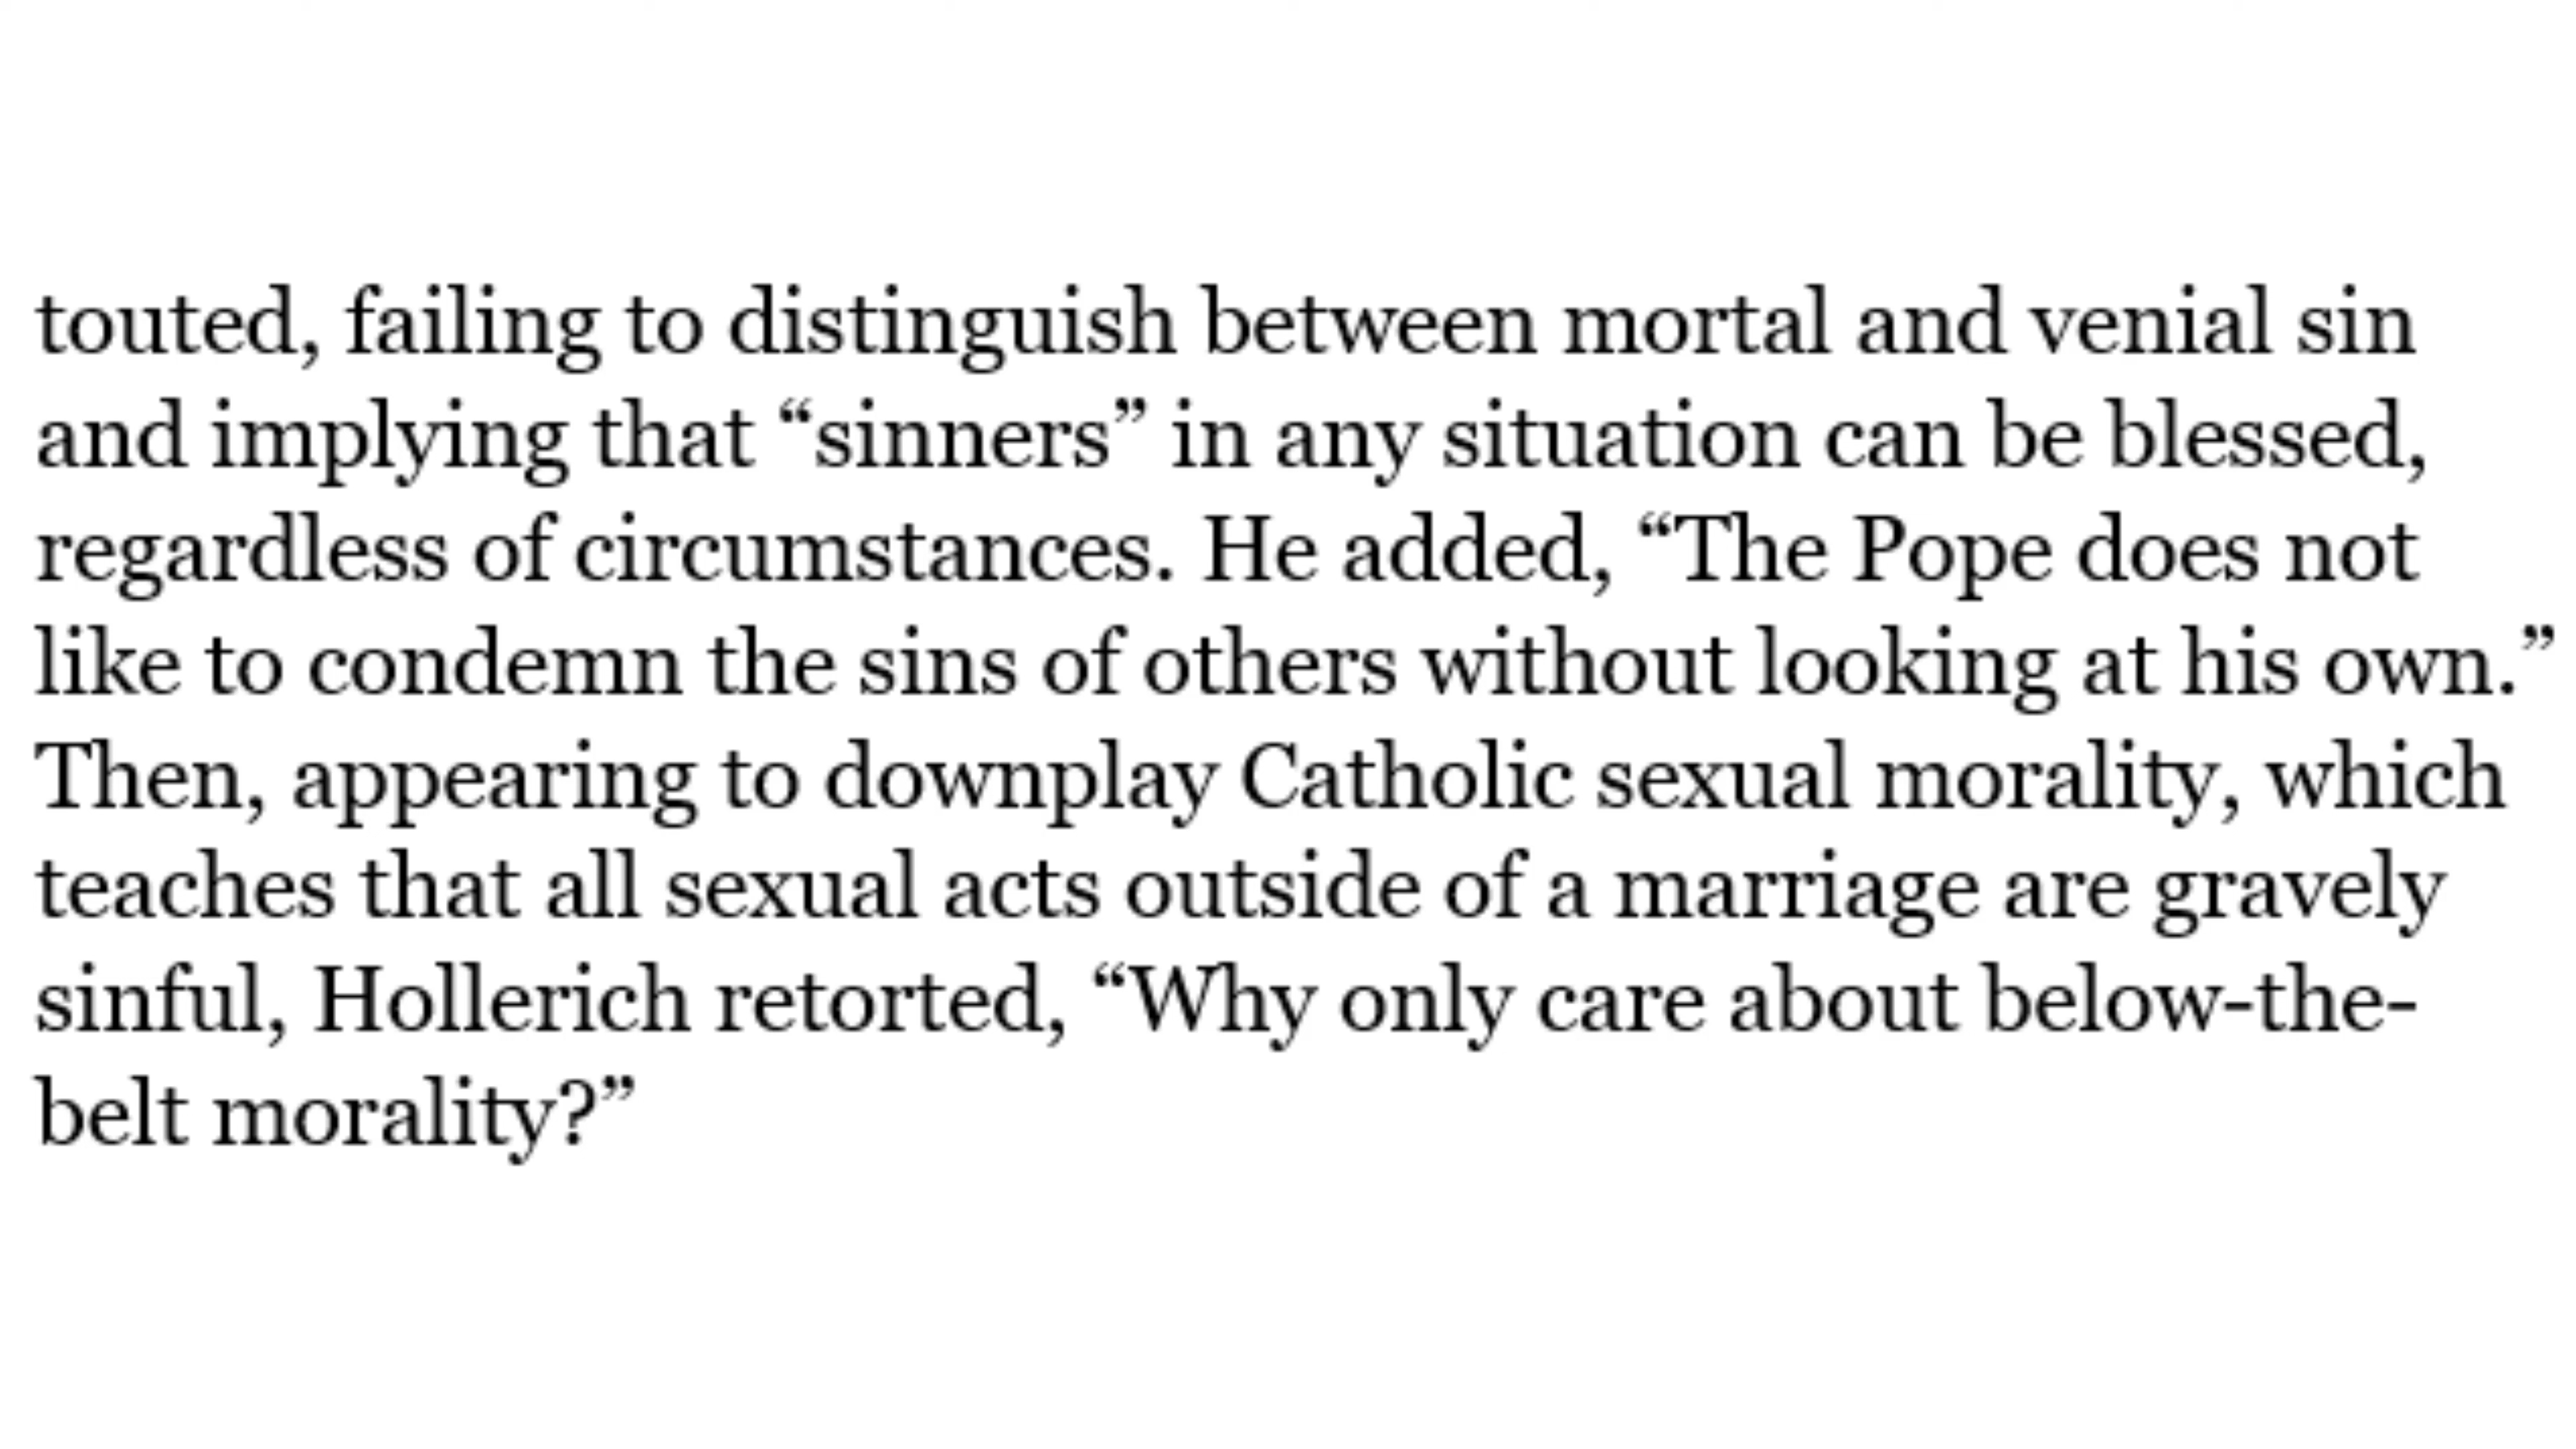 touted, failing to distinguish between mortal and venial sin
and implying that “sinners” in any situation can be blessed,
regardless of circumstances. He added, “The Pope does not
like to condemn the sins of others without looking at his own.”
Then, appearing to downplay Catholic sexual morality, which
teaches that all sexual acts outside of a marriage are gravely
sinful, Hollerich retorted, “Why only care about below-the-
belt morality?”